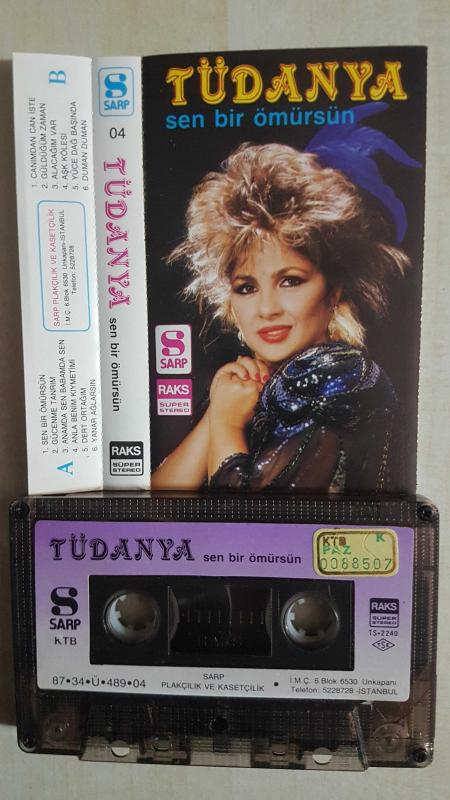 TÜDANYA
sen bir ömürsün
S
SARP
RAKS
SÜPER
STEREO
S
SARP
04
TÜDANYA
sen bir ömürsün
RAKS
SÜPER
STEREO
A
1. SEN BİR ÖMÜRSÜN
2. GÜCENME TANRIM
3. ANAMDA SEN BABAMDA SEN
4. ANLA BENİM KIYMETİMİ
5. DERT ORTAĞIM
6. YANAR AĞLARSIN
SARP PLAKÇILIK VE KASETÇİLİK
İ.M.Ç. 6.Blok 6530 Unkapanı-İSTANBUL
Telefon: 5228728
B
1. CANIMDAN CAN İSTE
2. GÜLDÜĞÜM ZAMAN
3. ALACAĞIM VAR
4. AŞK KÖLESİ
5. YÜCE DAĞ BAŞINDA
6. DUMAN DUMAN
TÜDANYA sen bir ömürsün
KTB K
PAZ
0088507
S
SARP
KTB
RAKS
SÜPER
STEREO
TS-2240
TSE
87•34•Ü•489•04
SARP
PLAKÇILIK VE KASETÇİLİK •
İ.M.Ç. 6.Blok 6530 Unkapanı
Telefon: 5228728 -İSTANBUL